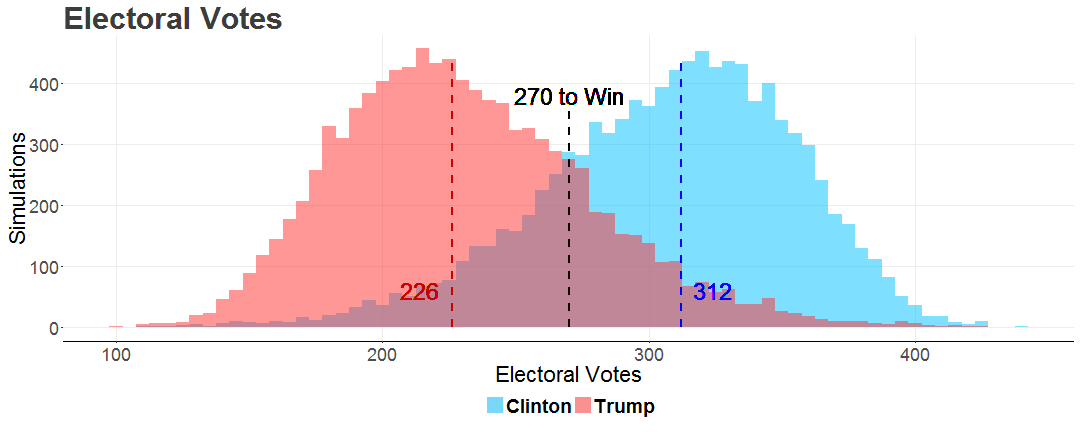 Electoral Votes
Simulations
400
300
200
100
0
270 to Win
226
312
100 200 300 400
Electoral Votes
Clinton Trump